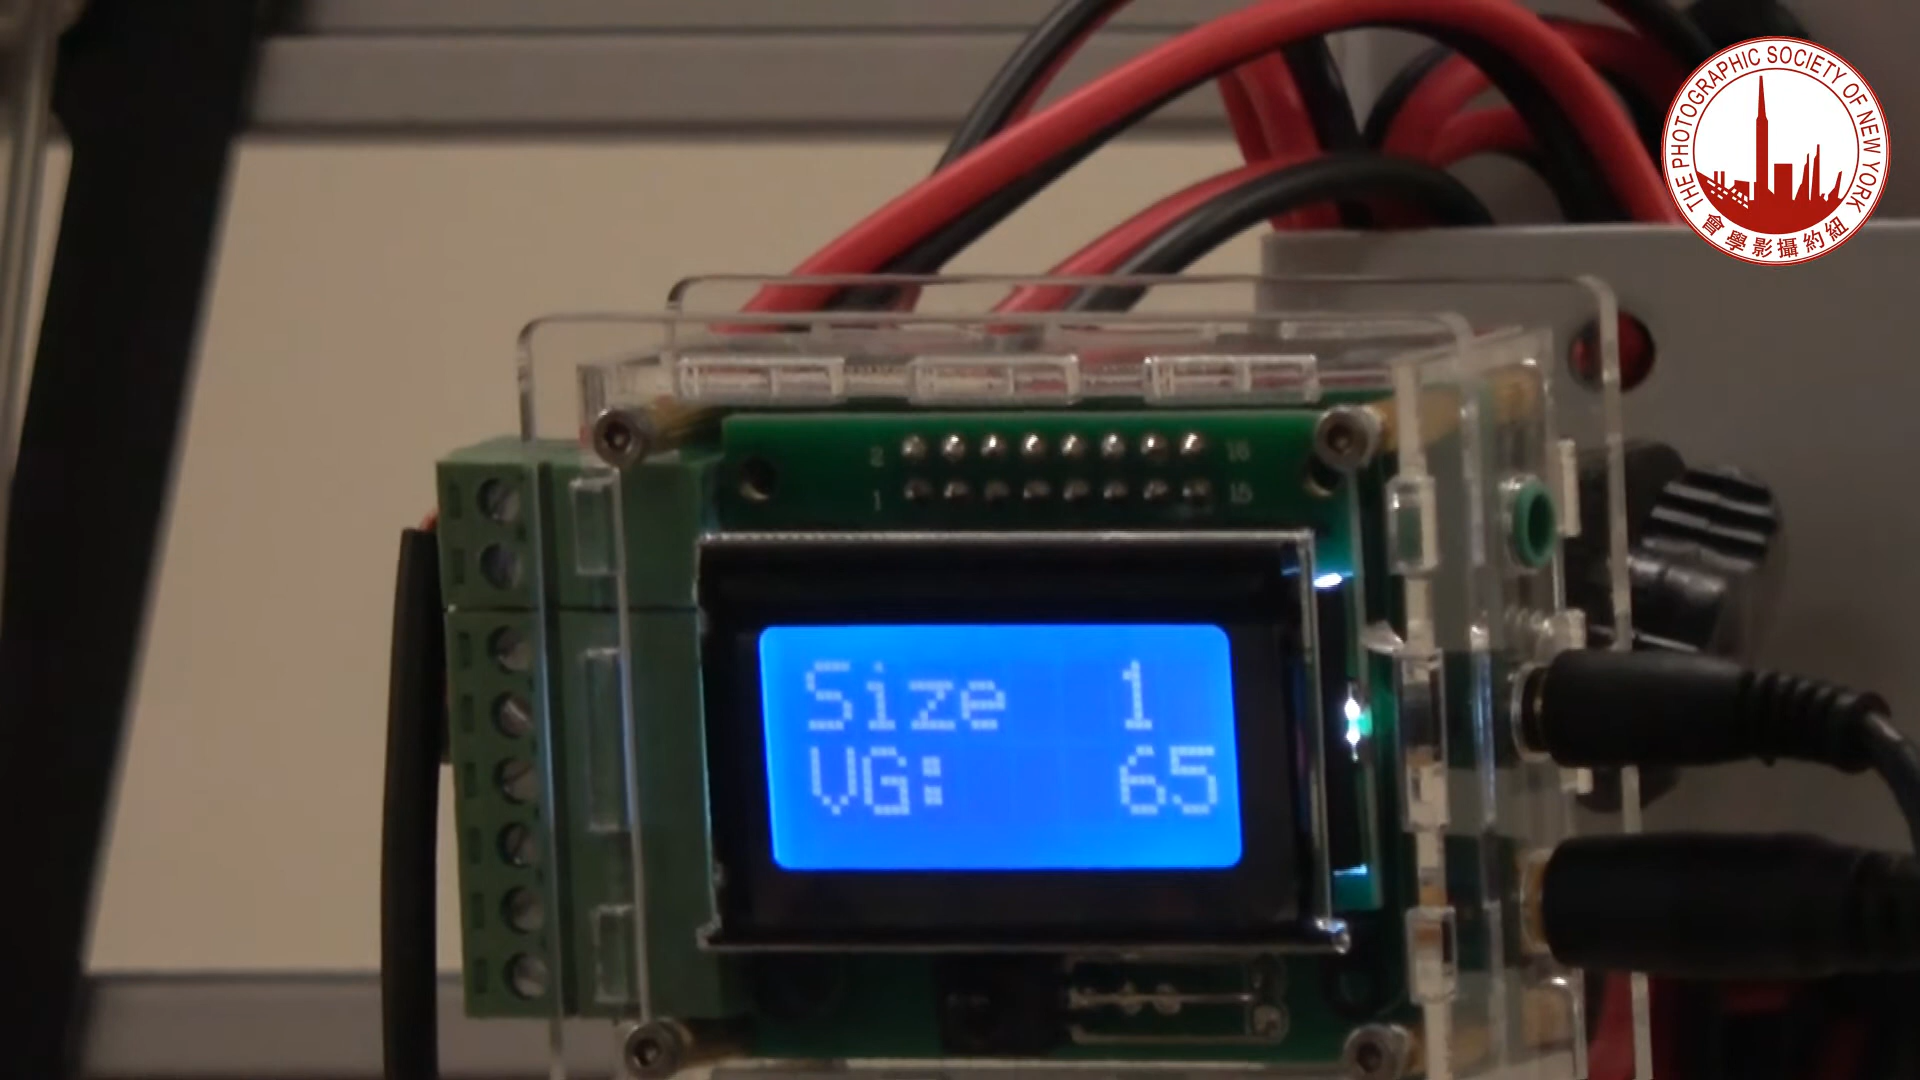 THE PHOTOGRAPHIC SOCIETY OF NEW YORK
會學影攝約紐
2 16
1 15
Size 1
VG: 65